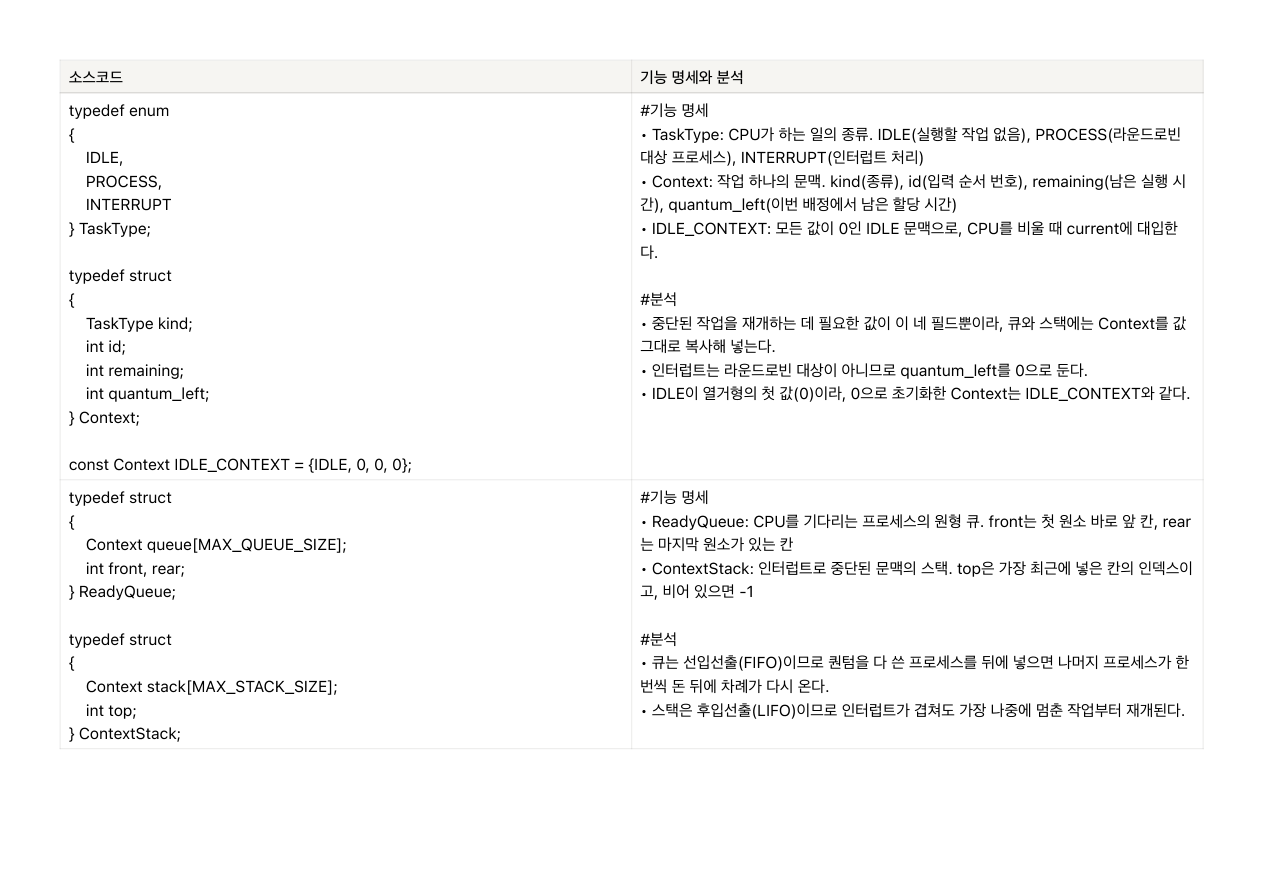 소스코드
기능 명세와 분석
typedef enum
{
IDLE,
PROCESS,
INTERRUPT
} TaskType;
typedef struct
{
TaskType kind;
int id;
int remaining;
int quantum_left;
} Context;
const Context IDLE_CONTEXT = {IDLE, 0, 0, 0};
#기능 명세
• TaskType: CPU가 하는 일의 종류. IDLE(실행할 작업 없음), PROCESS(라운드로빈
대상 프로세스), INTERRUPT(인터럽트 처리)
• Context: 작업 하나의 문맥. kind(종류), id(입력 순서 번호), remaining(남은 실행 시
간), quantum_left(이번 배정에서 남은 할당 시간)
• IDLE_CONTEXT: 모든 값이 0인 IDLE 문맥으로, CPU를 비울 때 current에 대입한
다.
#분석
• 중단된 작업을 재개하는 데 필요한 값이 이 네 필드뿐이라, 큐와 스택에는 Context를 값
그대로 복사해 넣는다.
• 인터럽트는 라운드로빈 대상이 아니므로 quantum_left를 0으로 둔다.
• IDLE이 열거형의 첫 값(0)이라, 0으로 초기화한 Context는 IDLE_CONTEXT와 같다.
typedef struct
{
Context queue[MAX_QUEUE_SIZE];
int front, rear;
} ReadyQueue;
typedef struct
{
Context stack[MAX_STACK_SIZE];
int top;
} ContextStack;
#기능 명세
• ReadyQueue: CPU를 기다리는 프로세스의 원형 큐. front는 첫 원소 바로 앞 칸, rear
는 마지막 원소가 있는 칸
• ContextStack: 인터럽트로 중단된 문맥의 스택. top은 가장 최근에 넣은 칸의 인덱스이
고, 비어 있으면 -1
#분석
• 큐는 선입선출(FIFO)이므로 퀀텀을 다 쓴 프로세스를 뒤에 넣으면 나머지 프로세스가 한
번씩 돈 뒤에 차례가 다시 온다.
• 스택은 후입선출(LIFO)이므로 인터럽트가 겹쳐도 가장 나중에 멈춘 작업부터 재개된다.